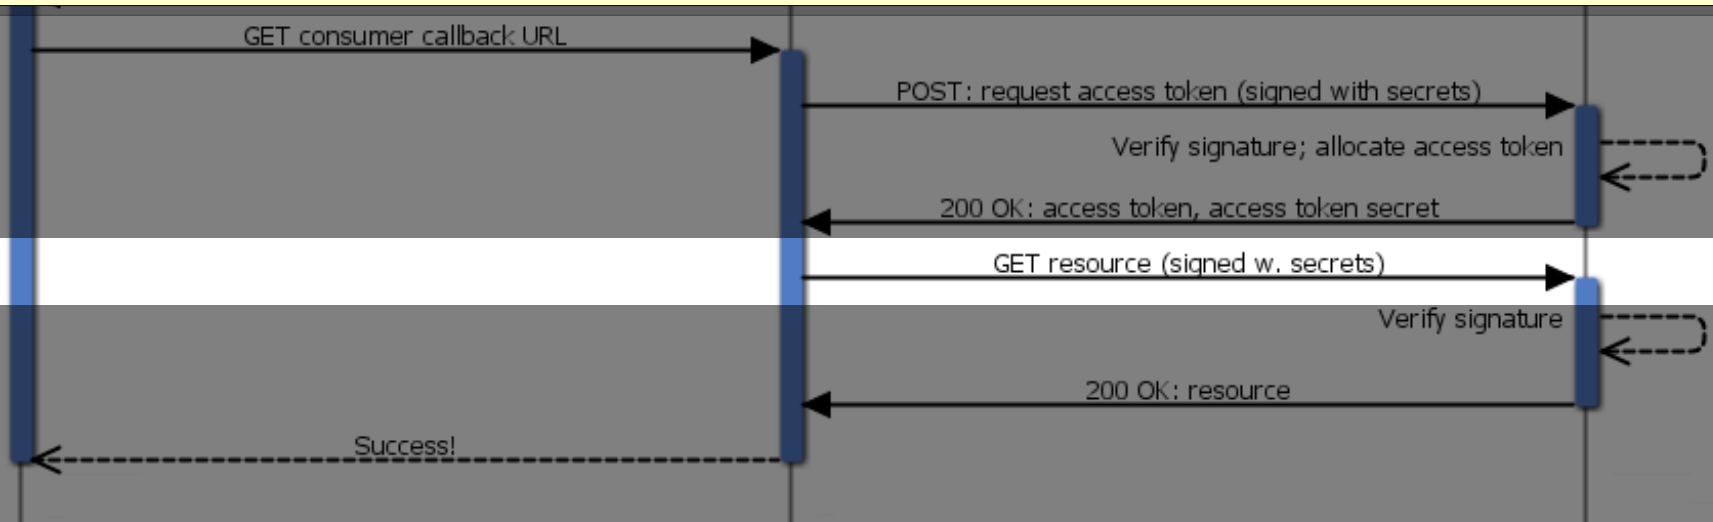 GET consumer callback URL
POST: request access token (signed with secrets)
Verify signature; allocate access token
200 OK: access token, access token secret
GET resource (signed w. secrets)
Verify signature
200 OK: resource
Success!